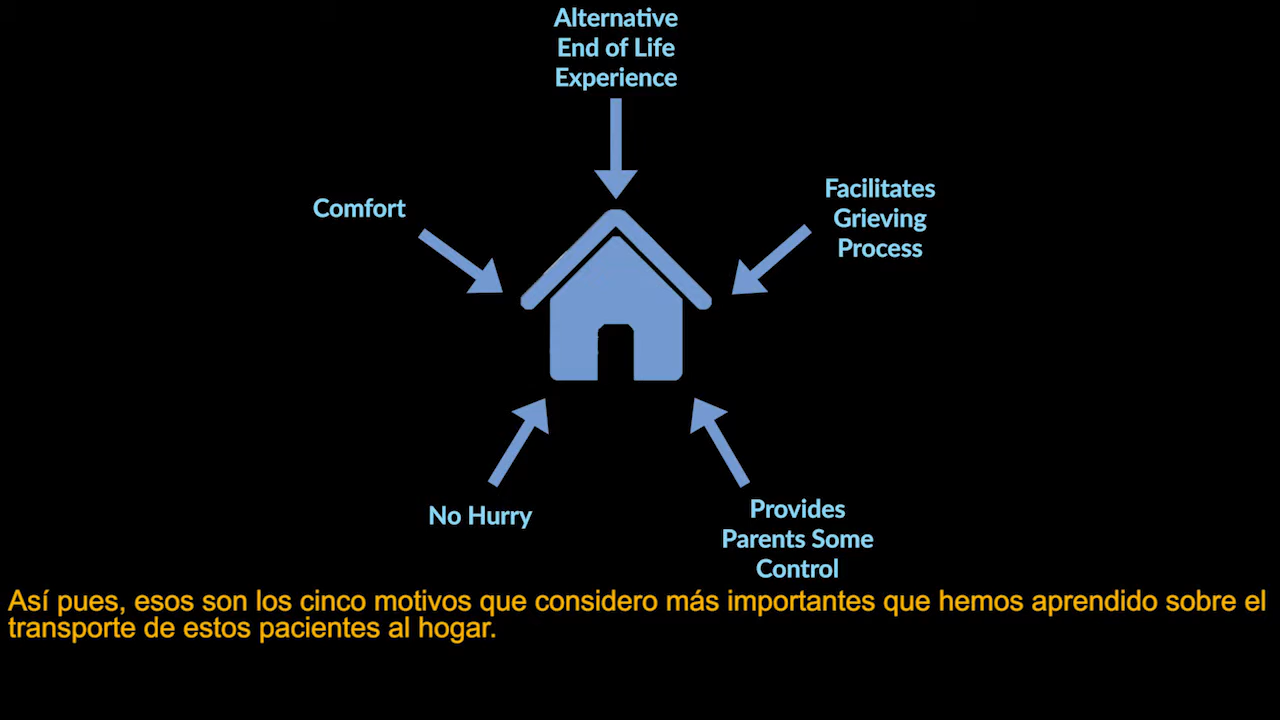 Alternative
End of Life
Experience
Comfort
Facilitates
Grieving
Process
No Hurry
Provides
Parents Some
Control
Así pues, esos son los cinco motivos que considero más importantes que hemos aprendido sobre el
transporte de estos pacientes al hogar.